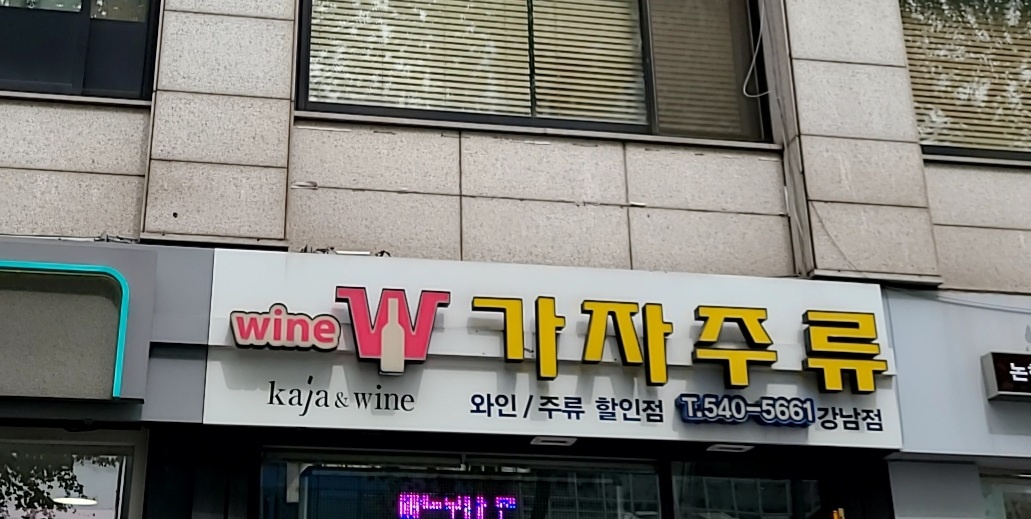 wine W 가자주류
kaja & wine
와인 / 주류 할인점 T.540-5661 강남점
논